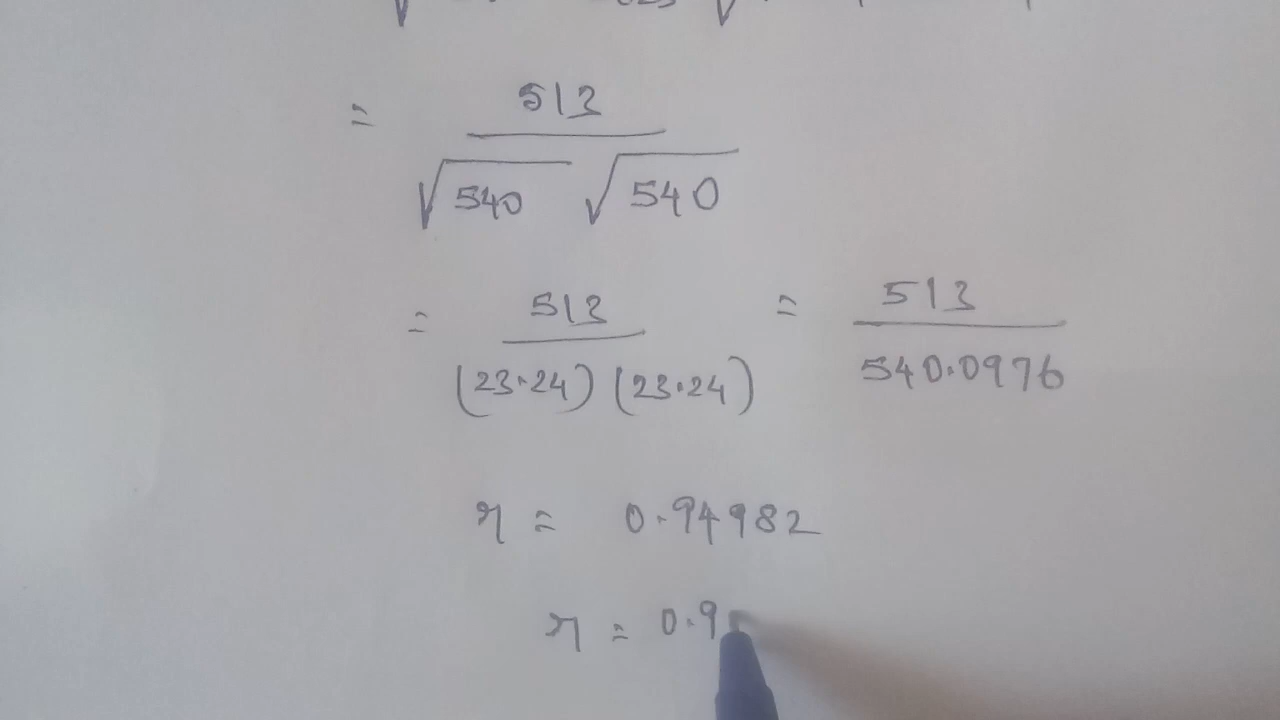 = 513
√540 √540
= 513 = 513
(23.24) (23.24) 540.0976
r = 0.94982
r = 0.9